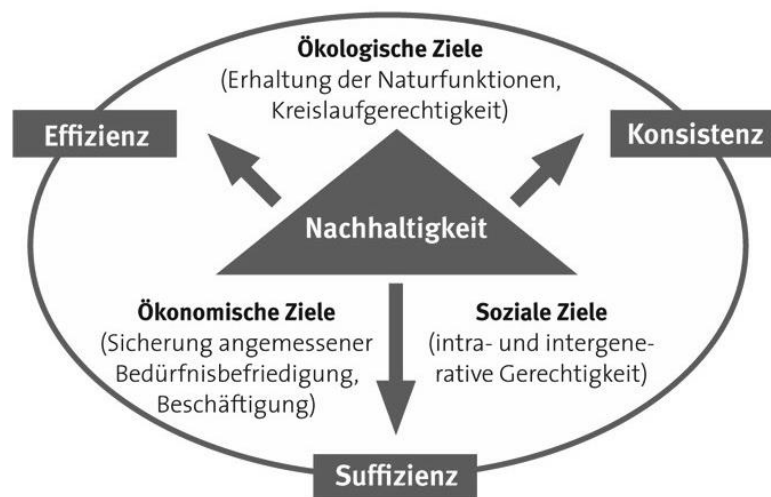 Ökologische Ziele
(Erhaltung der Naturfunktionen,
Kreislaufgerechtigkeit)
Effizienz
Konsistenz
Nachhaltigkeit
Ökonomische Ziele
(Sicherung angemessener
Bedürfnisbefriedigung,
Beschäftigung)
Soziale Ziele
(intra- und intergene-
rative Gerechtigkeit)
Suffizienz